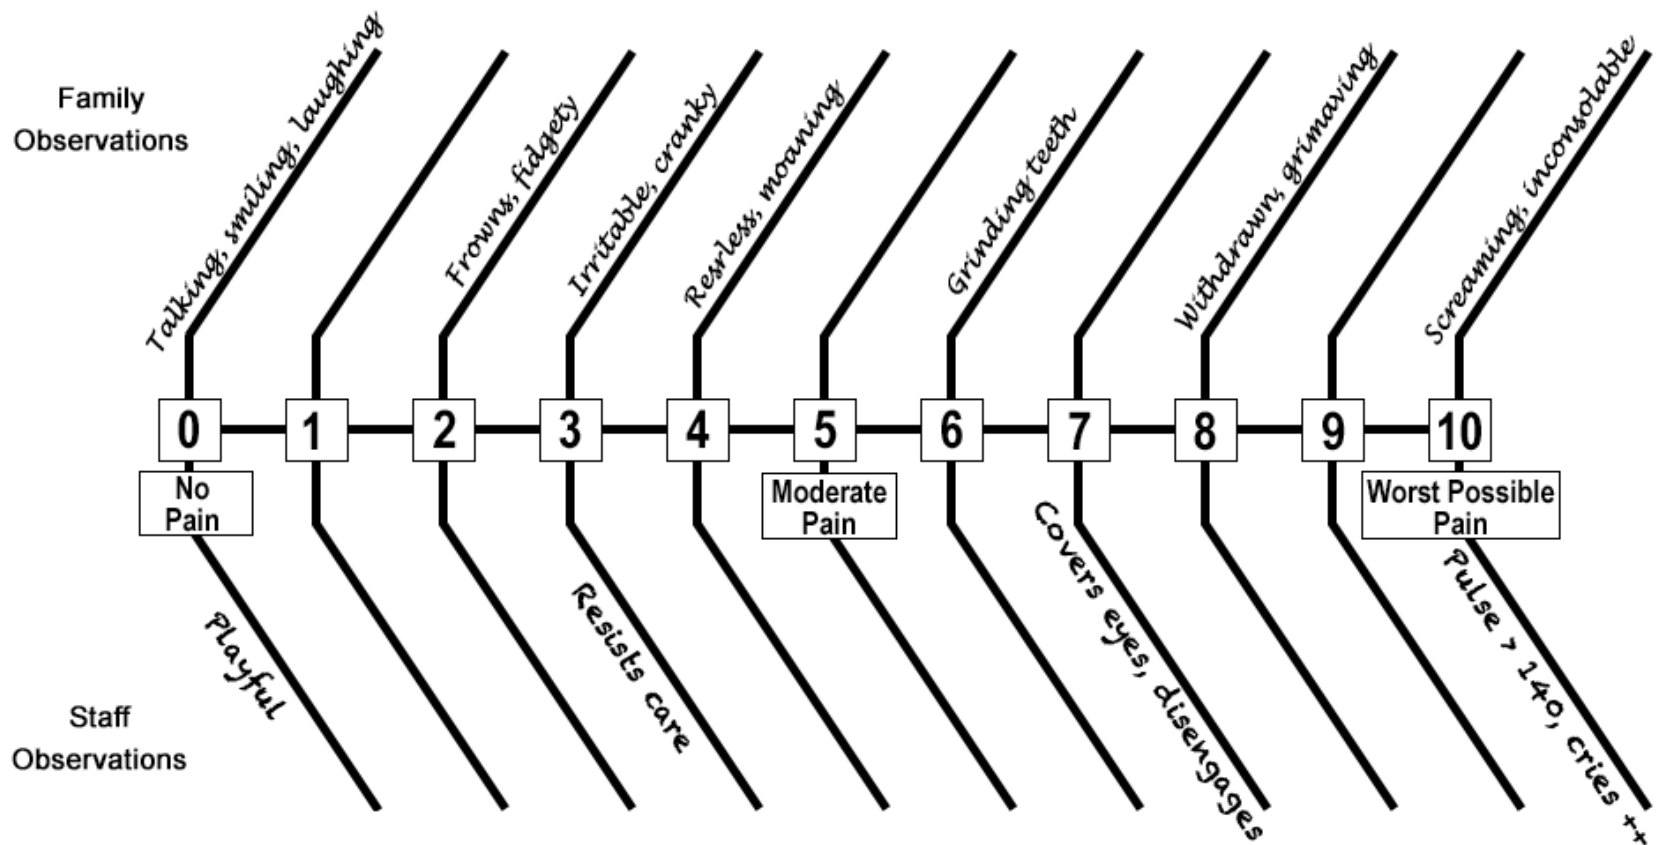 Family
Observations
Talking, smiling, laughing
Frowns, fidgety
Irritable, cranky
Resrless, moaning
Grinding teeth
Withdrawn, grimaving
Screaming, inconsolable
0
1
2
3
4
5
6
7
8
9
10
No
Pain
Moderate
Pain
Worst Possible
Pain
Staff
Observations
Playful
Resists care
Covers eyes, disengages
Pulse > 140, cries ++